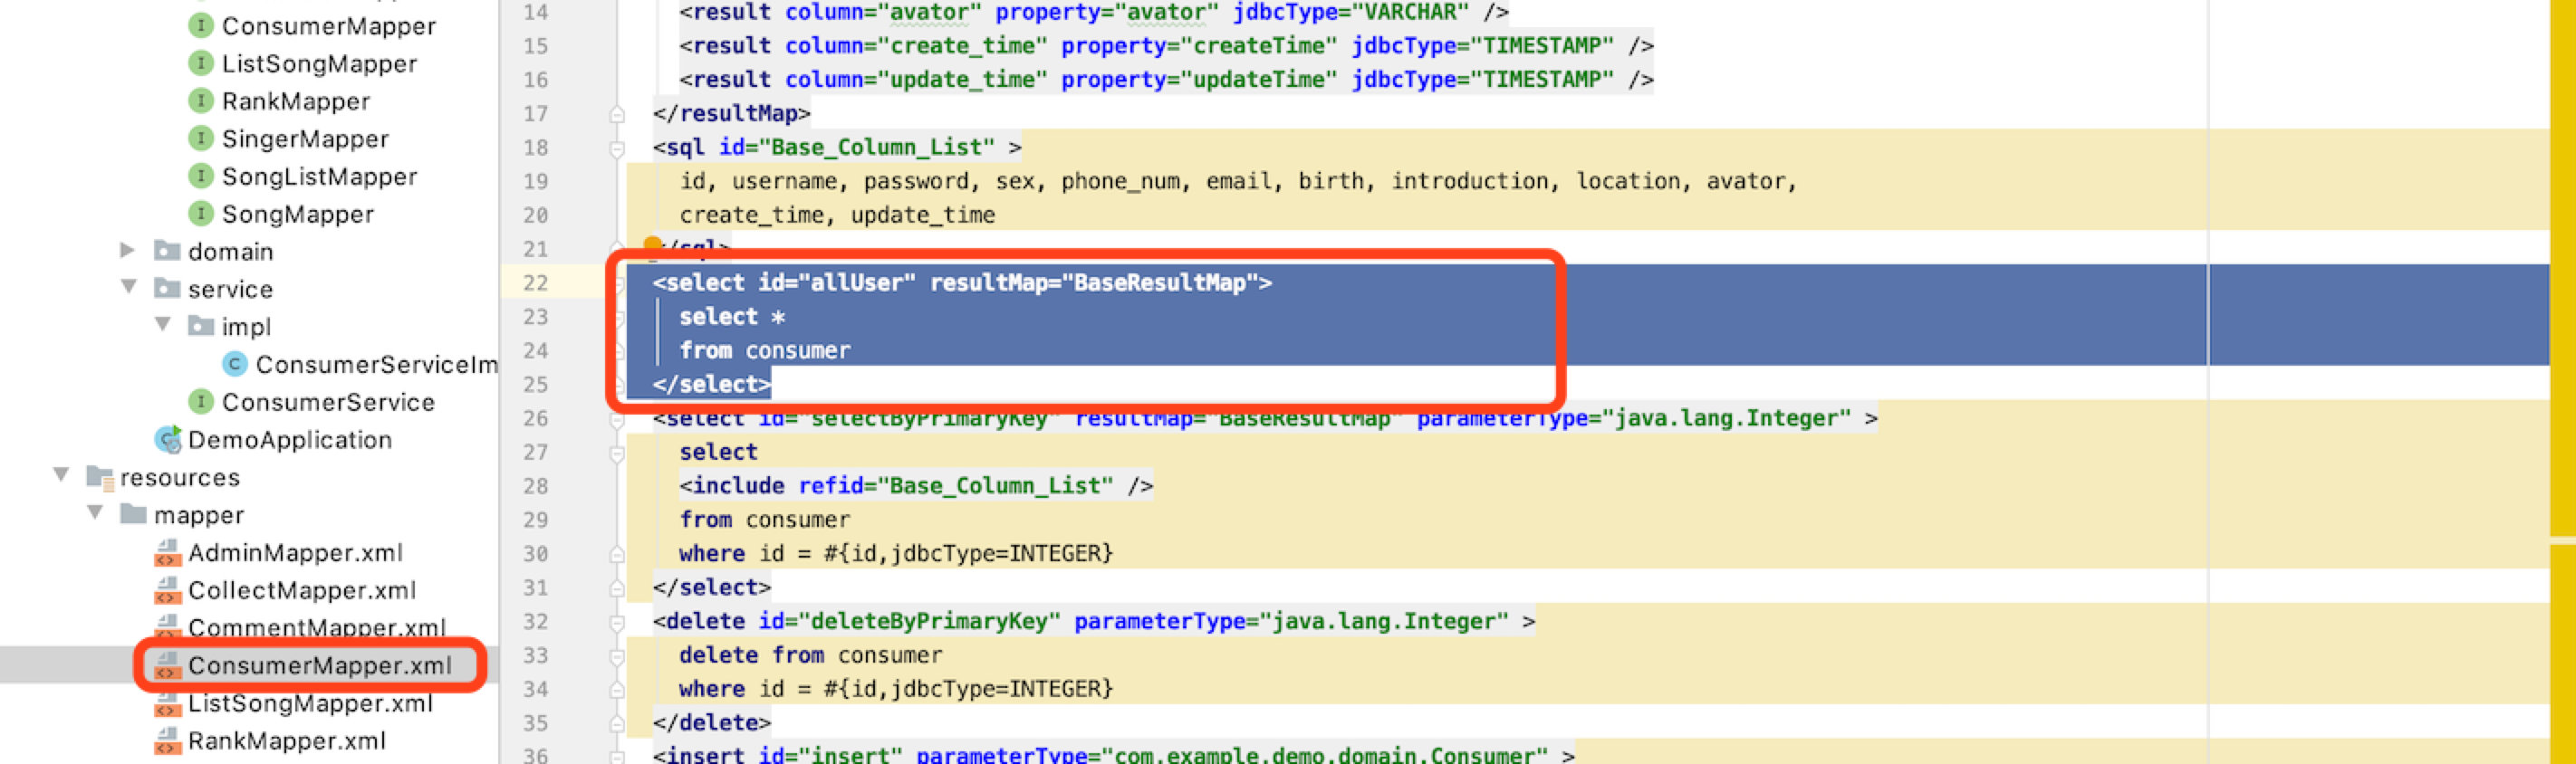 ConsumerMapper
ListSongMapper
RankMapper
SingerMapper
SongListMapper
SongMapper
domain
service
impl
ConsumerServiceIm
ConsumerService
DemoApplication
resources
mapper
AdminMapper.xml
CollectMapper.xml
CommentMapper.xml
ConsumerMapper.xml
ListSongMapper.xml
RankMapper.xml
14 <result column="avator" property="avator" jdbcType="VARCHAR" />
15 <result column="create_time" property="createTime" jdbcType="TIMESTAMP" />
16 <result column="update_time" property="updateTime" jdbcType="TIMESTAMP" />
17 </resultMap>
18 <sql id="Base_Column_List" >
19 id, username, password, sex, phone_num, email, birth, introduction, location, avator,
20 create_time, update_time
21 </sql>
22 <select id="allUser" resultMap="BaseResultMap">
23 select *
24 from consumer
25 </select>
26 <select id="selectByPrimaryKey" resultMap="BaseResultMap" parameterType="java.lang.Integer" >
27 select
28 <include refid="Base_Column_List" />
29 from consumer
30 where id = #{id,jdbcType=INTEGER}
31 </select>
32 <delete id="deleteByPrimaryKey" parameterType="java.lang.Integer" >
33 delete from consumer
34 where id = #{id,jdbcType=INTEGER}
35 </delete>
36 <insert id="insert" parameterType="com.example.demo.domain.Consumer" >